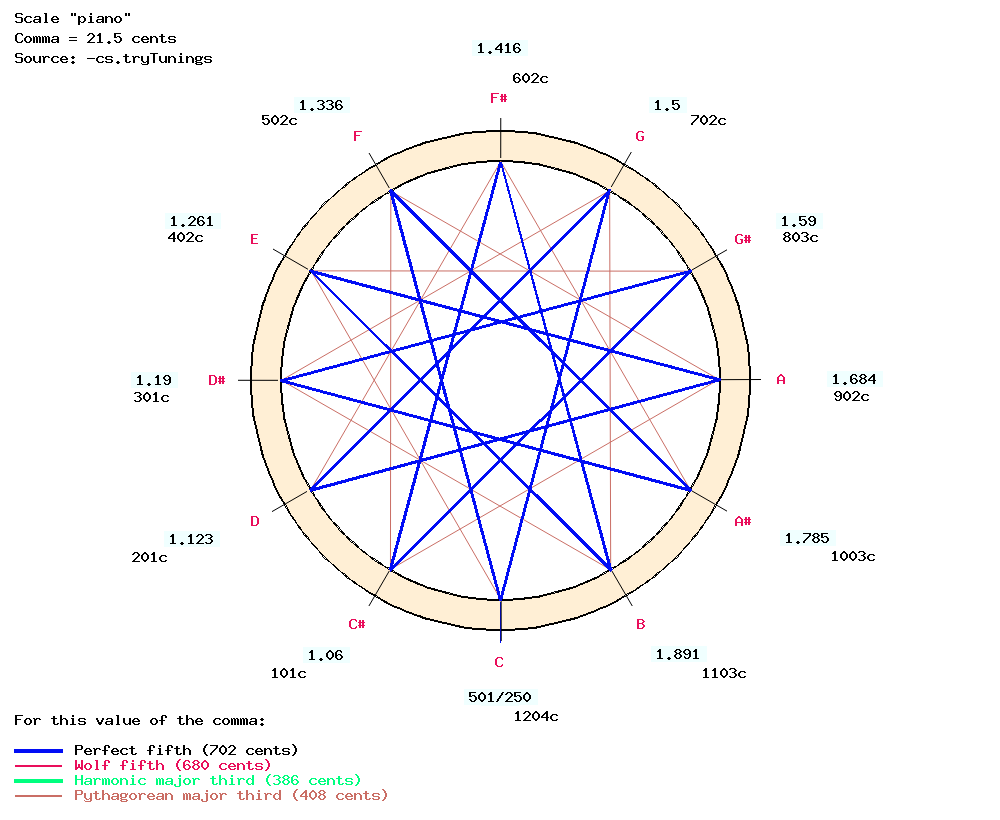 Scale "piano"
Comma = 21.5 cents
Source: -cs.tryTunings
1.416
602c
F#
1.336
502c
F
1.5
702c
G
1.261
402c
E
1.59
803c
G#
1.19
301c
D#
A
1.684
902c
1.123
201c
D
A#
1.785
1003c
C#
1.06
101c
B
1.891
1103c
C
501/250
1204c
For this value of the comma:
Perfect fifth (702 cents)
Wolf fifth (680 cents)
Harmonic major third (386 cents)
Pythagorean major third (408 cents)